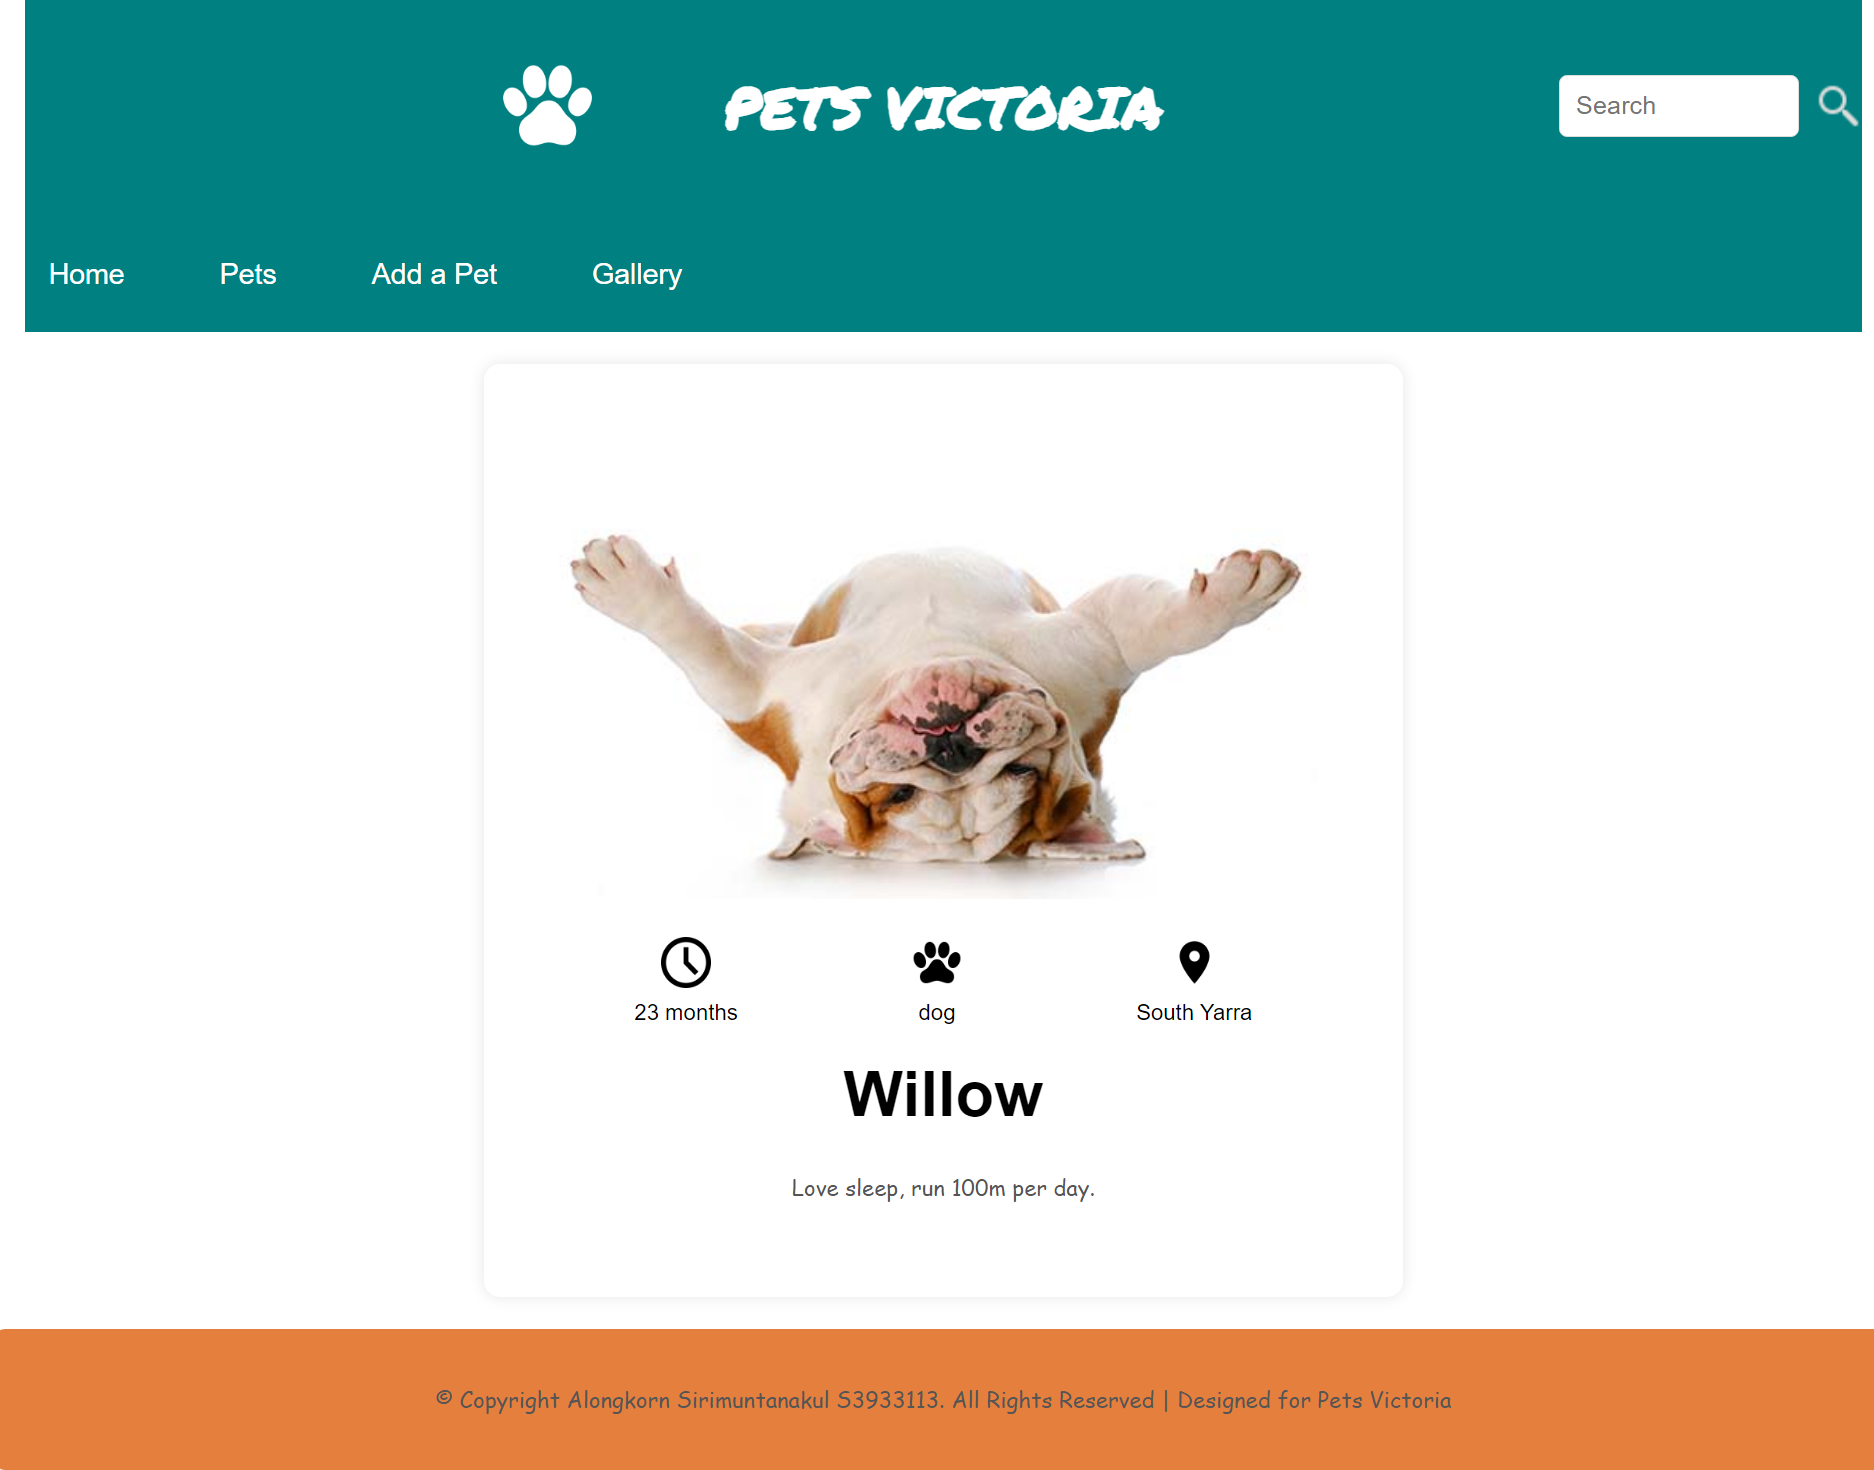 PETS VICTORIA
Search
Home Pets Add a Pet Gallery
23 months dog South Yarra
Willow
Love sleep, run 100m per day.
© Copyright Alongkorn Sirimuntanakul S3933113. All Rights Reserved | Designed for Pets Victoria